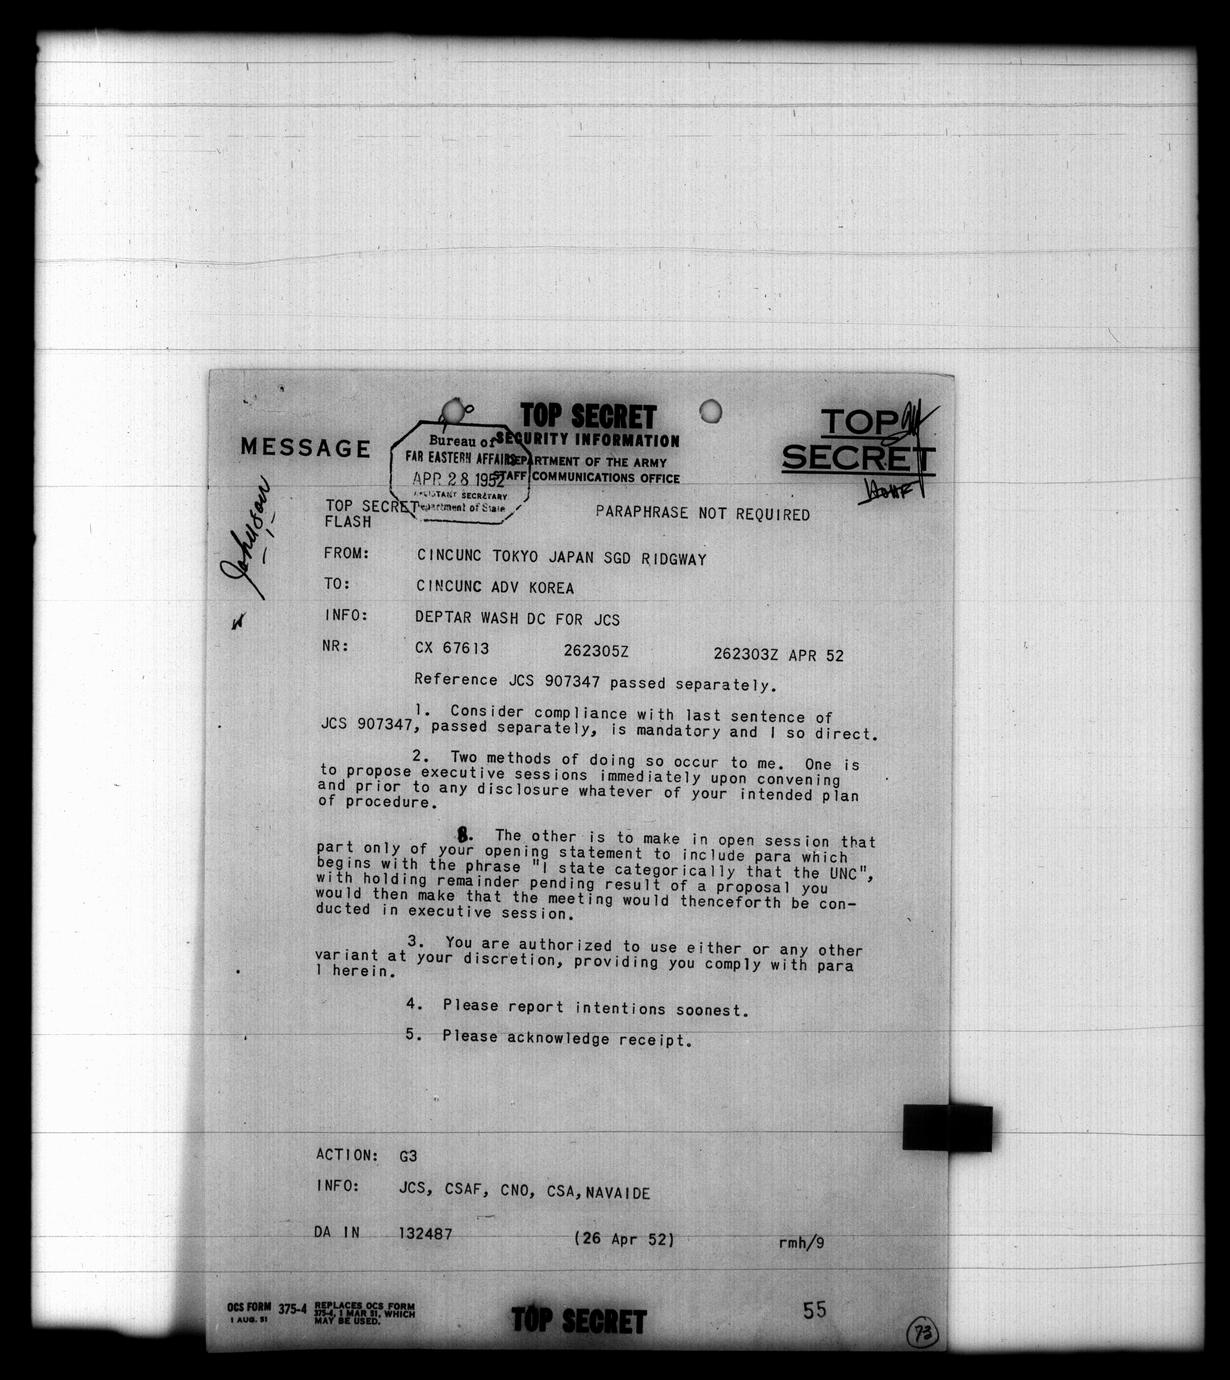 TOP SECRET
SECURITY INFORMATION
DEPARTMENT OF THE ARMY
STAFF COMMUNICATIONS OFFICE
MESSAGE
TOP
SECRET
Bureau of
FAR EASTERN AFFAIRS
APR 28 1952
ASSISTANT SECRETARY
Department of State
Johnson
TOP SECRET
FLASH
PARAPHRASE NOT REQUIRED
FROM: CINCUNC TOKYO JAPAN SGD RIDGWAY
TO: CINCUNC ADV KOREA
INFO: DEPTAR WASH DC FOR JCS
NR: CX 67613 262305Z 262303Z APR 52
Reference JCS 907347 passed separately.
1. Consider compliance with last sentence of
JCS 907347, passed separately, is mandatory and I so direct.
2. Two methods of doing so occur to me. One is
to propose executive sessions immediately upon convening
and prior to any disclosure whatever of your intended plan
of procedure.
The other is to make in open session that
part only of your opening statement to include para which
begins with the phrase "I state categorically that the UNC",
with holding remainder pending result of a proposal you
would then make that the meeting would thenceforth be con-
ducted in executive session.
3. You are authorized to use either or any other
variant at your discretion, providing you comply with para
1 herein.
4. Please report intentions soonest.
5. Please acknowledge receipt.
ACTION: G3
INFO: JCS, CSAF, CNO, CSA, NAVAIDE
DA IN 132487 (26 Apr 52) rmh/9
OCS FORM 375-4 REPLACES OCS FORM
1 AUG. 51 375-4, 1 MAR 51, WHICH
MAY BE USED.
TOP SECRET
55
73